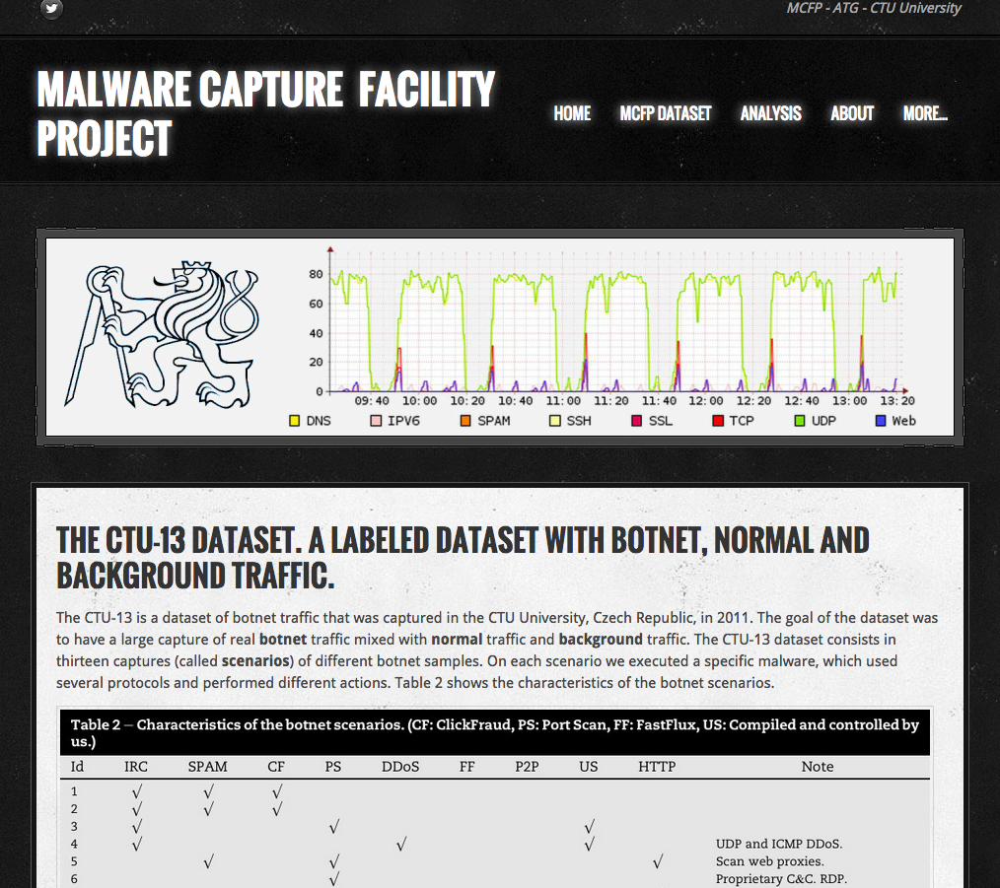 MCFP - ATG - CTU University
MALWARE CAPTURE FACILITY
PROJECT
HOME MCFP DATASET ANALYSIS ABOUT MORE...
80
60
40
20
0
09:40 10:00 10:20 10:40 11:00 11:20 11:40 12:00 12:20 12:40 13:00 13:20
DNS IPV6 SPAM SSH SSL TCP UDP Web
THE CTU-13 DATASET. A LABELED DATASET WITH BOTNET, NORMAL AND
BACKGROUND TRAFFIC.
The CTU-13 is a dataset of botnet traffic that was captured in the CTU University, Czech Republic, in 2011. The goal of the dataset was
to have a large capture of real botnet traffic mixed with normal traffic and background traffic. The CTU-13 dataset consists in
thirteen captures (called scenarios) of different botnet samples. On each scenario we executed a specific malware, which used
several protocols and performed different actions. Table 2 shows the characteristics of the botnet scenarios.
Table 2 – Characteristics of the botnet scenarios. (CF: ClickFraud, PS: Port Scan, FF: FastFlux, US: Compiled and controlled by
us.)
Id IRC SPAM CF PS DDoS FF P2P US HTTP Note
1 √ √ √
2 √ √ √
3 √ √ √
4 √ √ √ UDP and ICMP DDoS.
5 √ √ √ Scan web proxies.
6 √ Proprietary C&C. RDP.